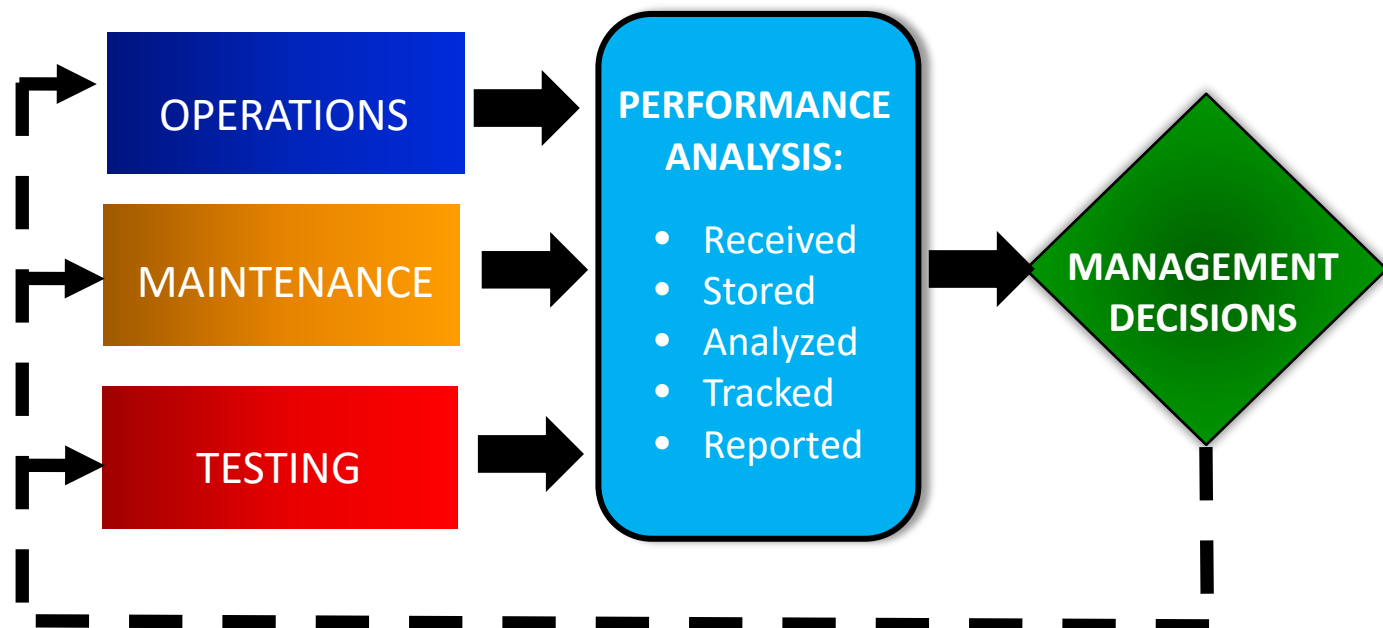 OPERATIONS
MAINTENANCE
TESTING
PERFORMANCE
ANALYSIS:
• Received
• Stored
• Analyzed
• Tracked
• Reported
MANAGEMENT
DECISIONS